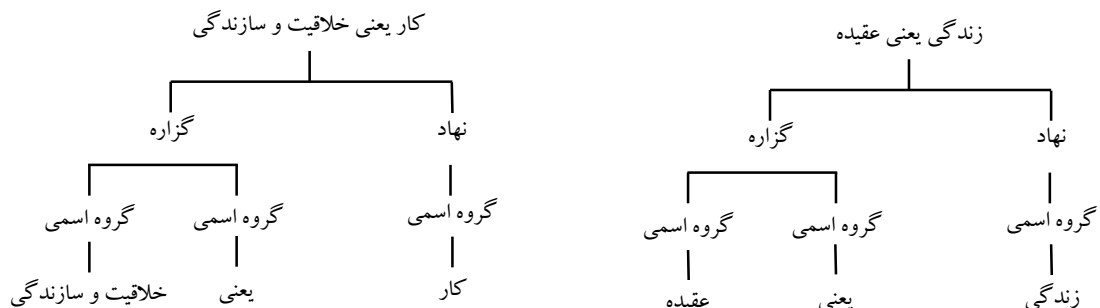 زندگی یعنی عقیده
نهاد گزاره
گروه اسمی گروه اسمی گروه اسمی
زندگی یعنی عقیده
کار یعنی خلاقیت و سازندگی
نهاد گزاره
گروه اسمی گروه اسمی گروه اسمی
کار یعنی خلاقیت و سازندگی